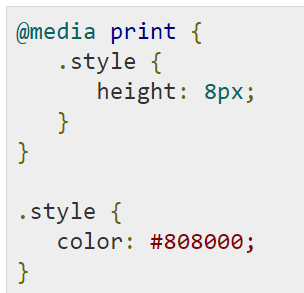 @media print {
   .style {
      height: 8px;
   }
}

.style {
   color: #808000;
}